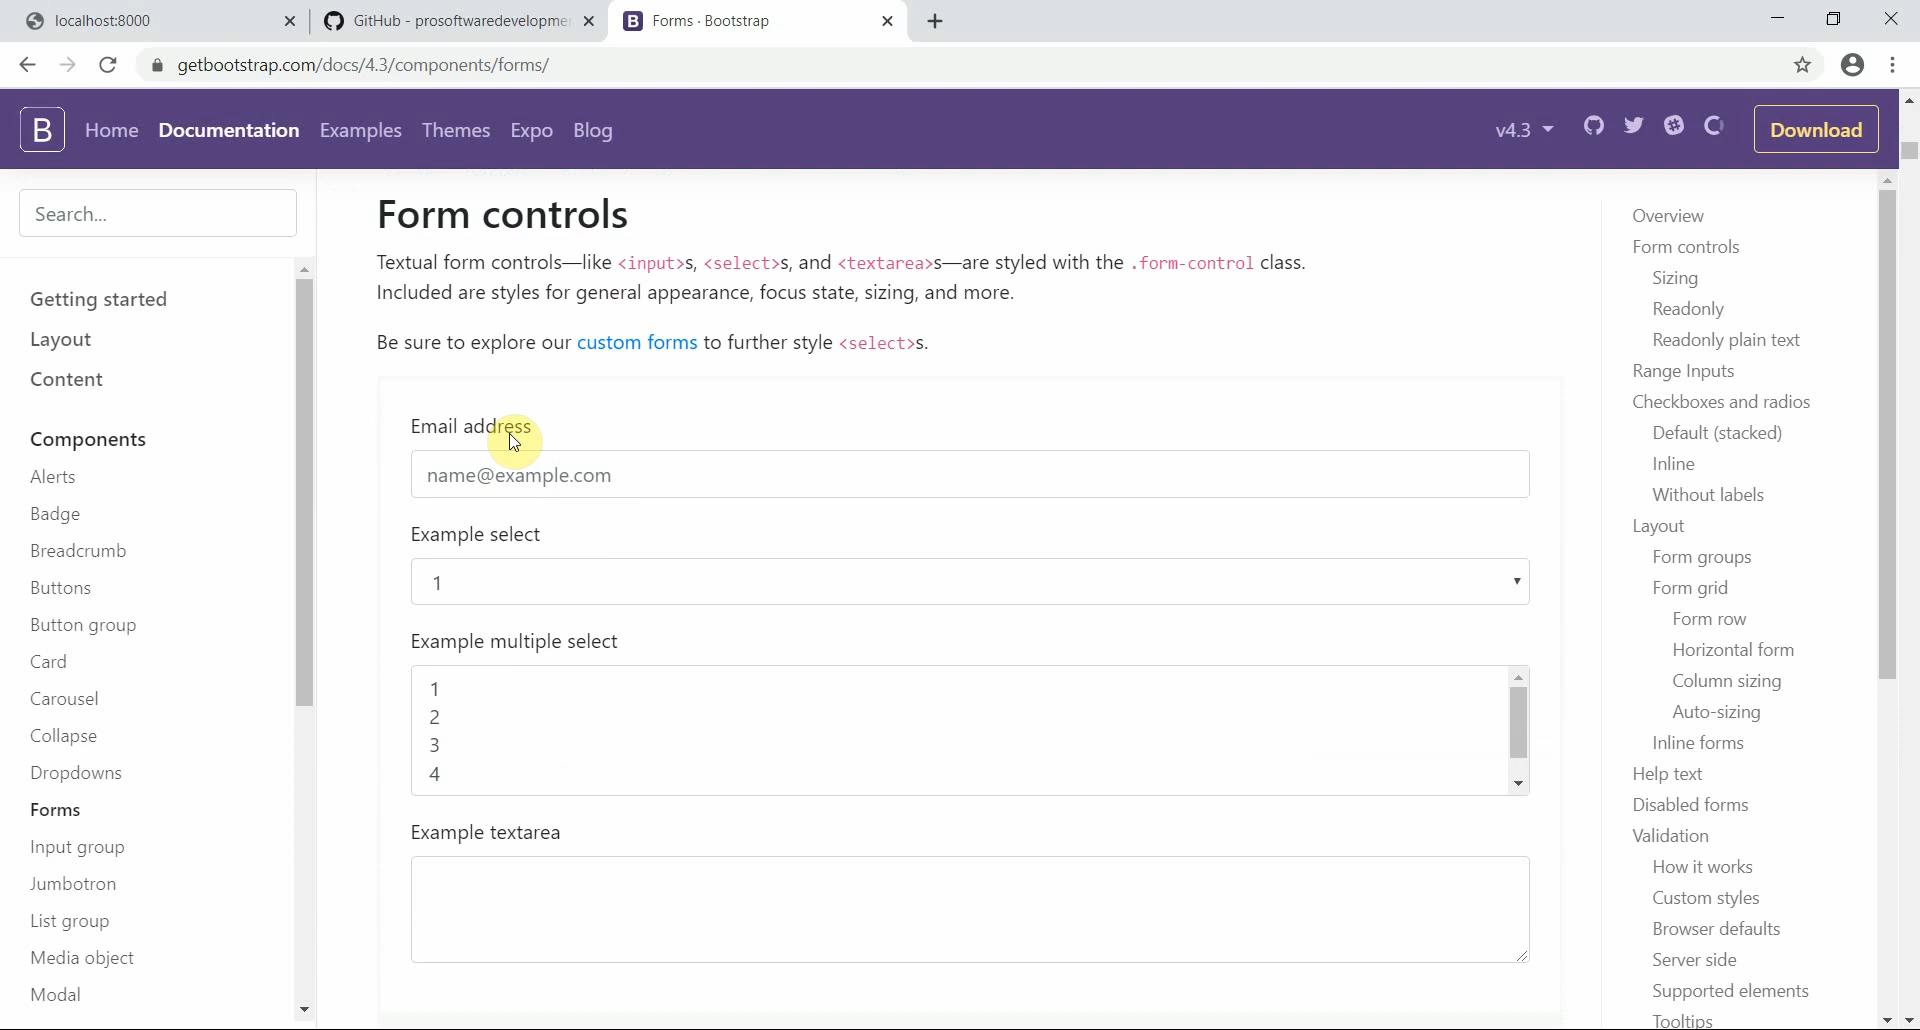 localhost:8000
GitHub - prosoftwaredevelopme
Forms · Bootstrap
getbootstrap.com/docs/4.3/components/forms/
B
Home
Documentation
Examples
Themes
Expo
Blog
v4.3
Download
Search...
Getting started
Layout
Content
Components
Alerts
Badge
Breadcrumb
Buttons
Button group
Card
Carousel
Collapse
Dropdowns
Forms
Input group
Jumbotron
List group
Media object
Modal
Form controls
Textual form controls—like <input>s, <select>s, and <textarea>s—are styled with the .form-control class.
Included are styles for general appearance, focus state, sizing, and more.
Be sure to explore our custom forms to further style <select>s.
Email address
name@example.com
Example select
1
Example multiple select
1
2
3
4
Example textarea
Overview
Form controls
Sizing
Readonly
Readonly plain text
Range Inputs
Checkboxes and radios
Default (stacked)
Inline
Without labels
Layout
Form groups
Form grid
Form row
Horizontal form
Column sizing
Auto-sizing
Inline forms
Help text
Disabled forms
Validation
How it works
Custom styles
Browser defaults
Server side
Supported elements
Tooltips